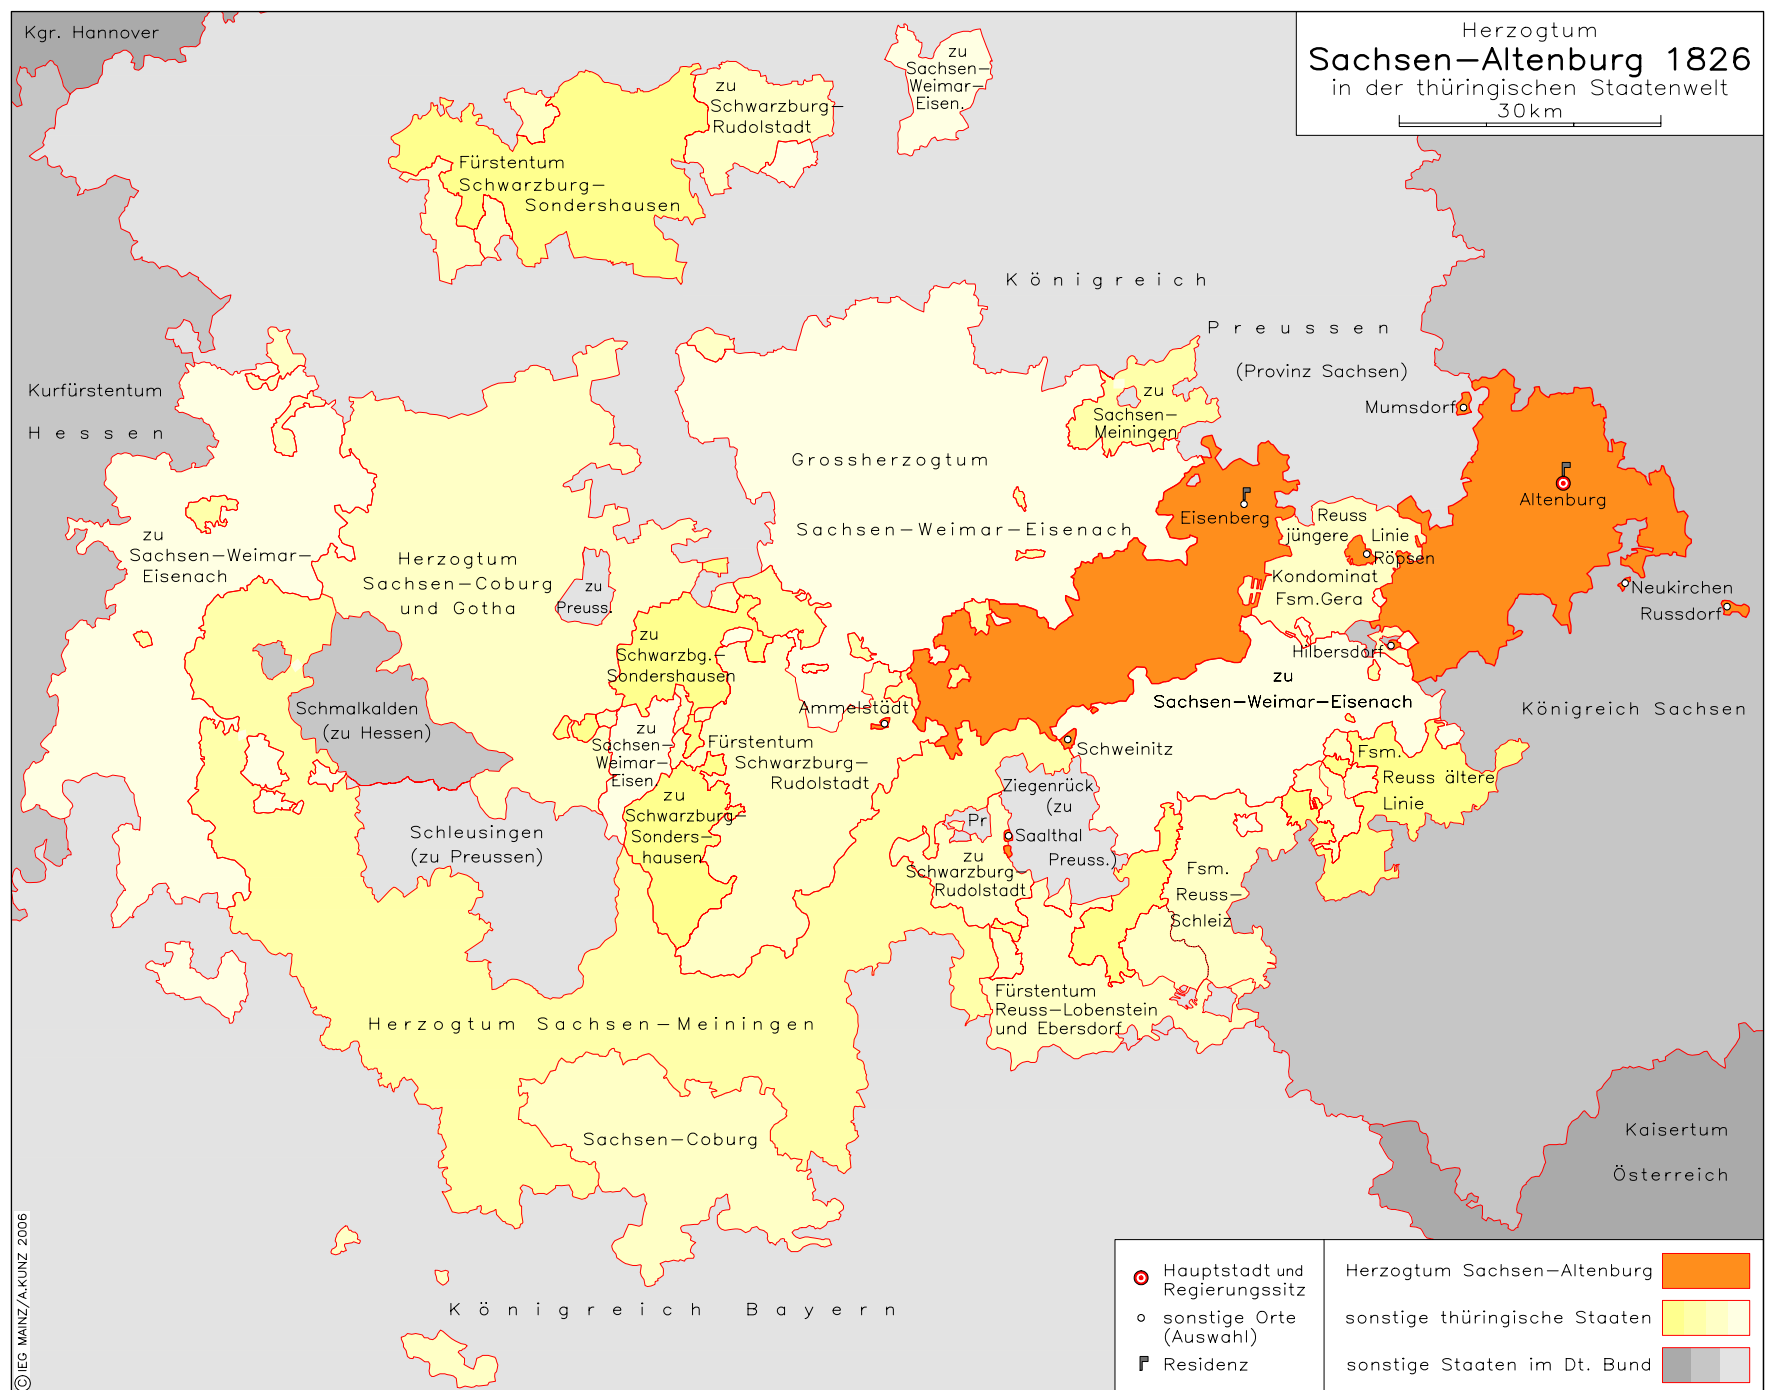 Kgr. Hannover
Herzogtum
Sachsen–Altenburg 1826
in der thüringischen Staatenwelt
30km
zu
Sachsen–
Weimar–
Eisen.
zu
Schwarzburg–
Rudolstadt
Fürstentum
Schwarzburg–
Sondershausen
Königreich
Preussen
(Provinz Sachsen)
Kurfürstentum
Hessen
zu
Sachsen–
Meiningen
Mumsdorf
Grossherzogtum
Sachsen–Weimar–Eisenach
Altenburg
Eisenberg
Reuss
jüngere Linie
Röpsen
Kondominat
Fsm.Gera
zu
Sachsen–Weimar–
Eisenach
Herzogtum
Sachsen–Coburg
und Gotha
zu
Preuss.
Neukirchen
Russdorf
Hilbersdorf
zu
Schwarzbg.–
Sondershausen
zu
Sachsen–Weimar–Eisenach
Ammelstädt
Schmalkalden
(zu Hessen)
Königreich Sachsen
zu
Sachsen–
Weimar–
Eisen.
Fürstentum
Schwarzburg–
Rudolstadt
Schweinitz
Fsm.
Reuss ältere
Linie
Ziegenrück
(zu
Preuss.)
Saalthal
Pr
zu
Schwarzburg–
Sonders–
hausen
Schleusingen
(zu Preussen)
zu
Schwarzburg–
Rudolstadt
Fsm.
Reuss–
Schleiz
Fürstentum
Reuss–Lobenstein
und Ebersdorf
Herzogtum Sachsen–Meiningen
Sachsen–Coburg
Kaisertum
Österreich
Königreich Bayern
Hauptstadt und
Regierungssitz
sonstige Orte
(Auswahl)
Residenz
Herzogtum Sachsen–Altenburg
sonstige thüringische Staaten
sonstige Staaten im Dt. Bund
©IEG MAINZ/A.KUNZ 2006